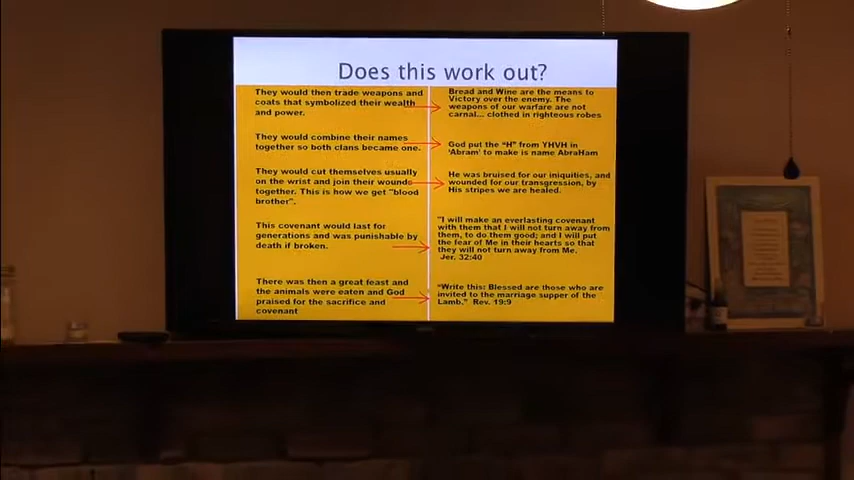 Does this work out?
They would then trade weapons and
coats that symbolized their wealth
and power.
Bread and Wine are the means to
Victory over the enemy. The
weapons of our warfare are not
carnal... clothed in righteous robes
They would combine their names
together so both clans became one.
God put the "H" from YHVH in
'Abram' to make is name AbraHam
They would cut themselves usually
on the wrist and join their wounds
together. This is how we get "blood
brother".
He was bruised for our iniquities, and
wounded for our transgression, by
His stripes we are healed.
This covenant would last for
generations and was punishable by
death if broken.
"I will make an everlasting covenant
with them that I will not turn away from
them, to do them good; and I will put
the fear of Me in their hearts so that
they will not turn away from Me.
Jer. 32:40
There was then a great feast and
the animals were eaten and God
praised for the sacrifice and
covenant
"Write this: Blessed are those who are
invited to the marriage supper of the
Lamb." Rev. 19:9